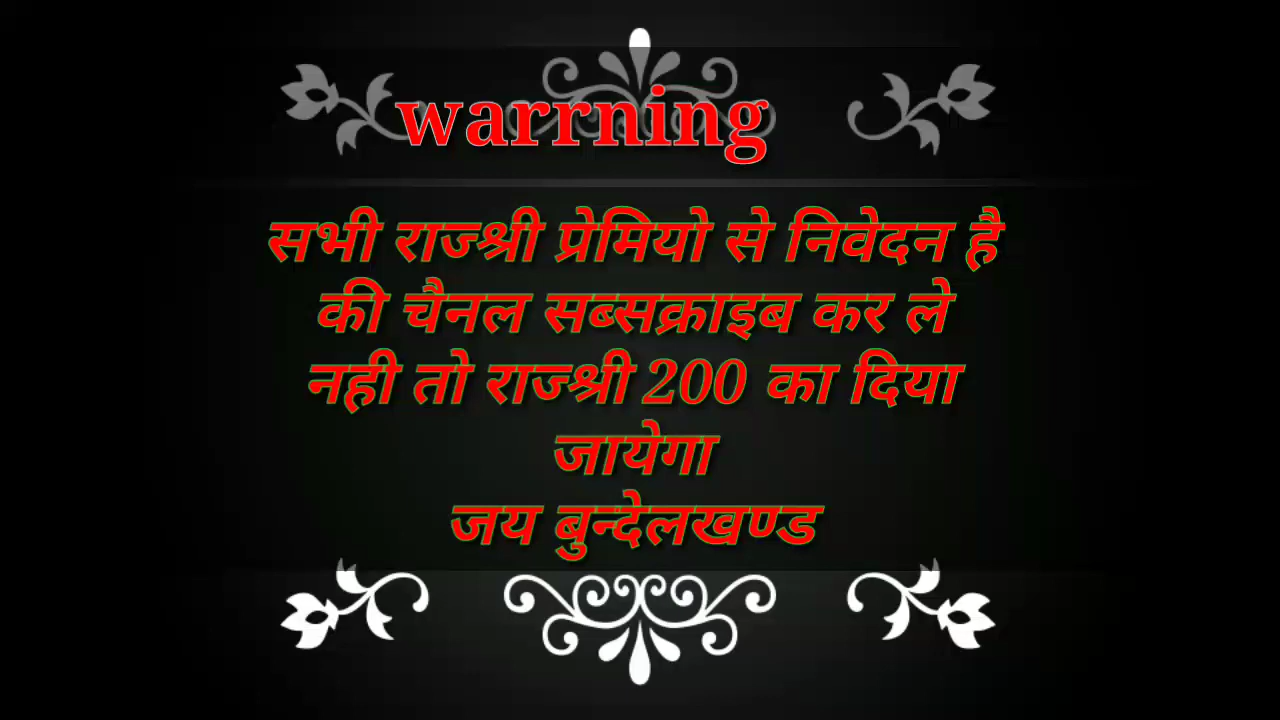 warrning
सभी राज्श्री प्रेमियो से निवेदन है
की चैनल सब्सक्राइब कर ले
नही तो राज्श्री 200 का दिया
जायेगा
जय बुन्देलखण्ड